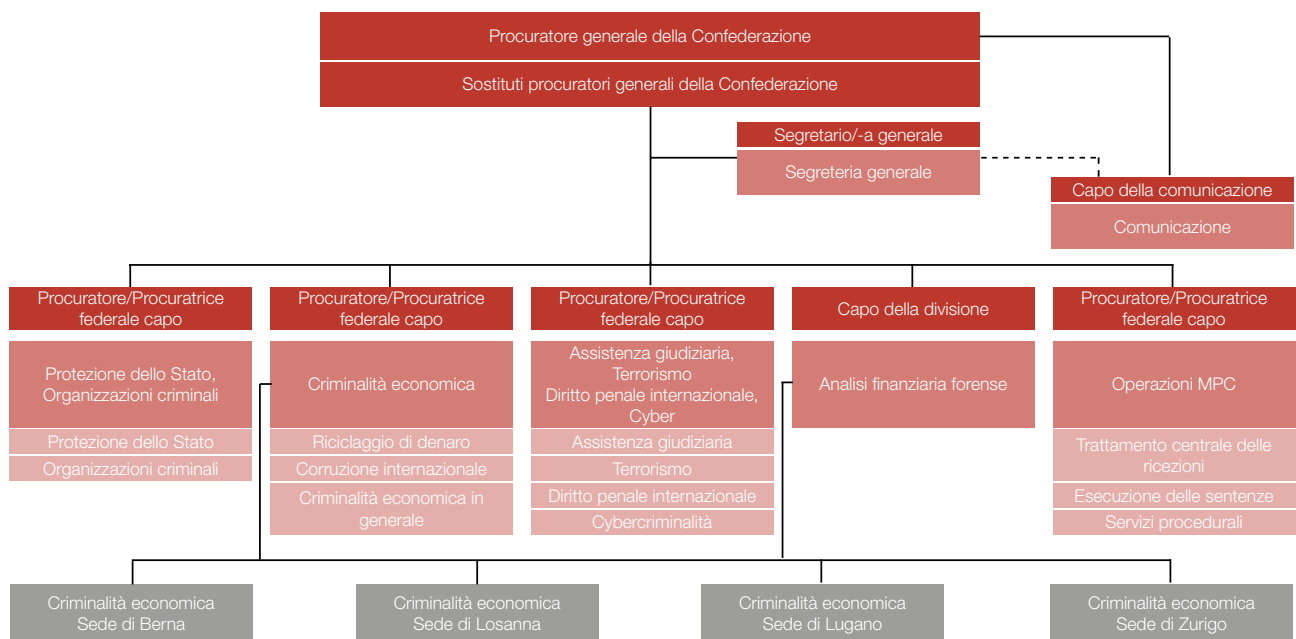 Procuratore generale della Confederazione
Sostituti procuratori generali della Confederazione
Segretario/-a generale
Segreteria generale
Capo della comunicazione
Comunicazione
Procuratore/Procuratrice
federale capo
Protezione dello Stato,
Organizzazioni criminali
Protezione dello Stato
Organizzazioni criminali
Procuratore/Procuratrice
federale capo
Criminalità economica
Riciclaggio di denaro
Corruzione internazionale
Criminalità economica in
generale
Procuratore/Procuratrice
federale capo
Assistenza giudiziaria,
Terrorismo
Diritto penale internazionale,
Cyber
Assistenza giudiziaria
Terrorismo
Diritto penale internazionale
Cybercriminalità
Capo della divisione
Analisi finanziaria forense
Procuratore/Procuratrice
federale capo
Operazioni MPC
Trattamento centrale delle
ricezioni
Esecuzione delle sentenze
Servizi procedurali
Criminalità economica
Sede di Berna
Criminalità economica
Sede di Losanna
Criminalità economica
Sede di Lugano
Criminalità economica
Sede di Zurigo